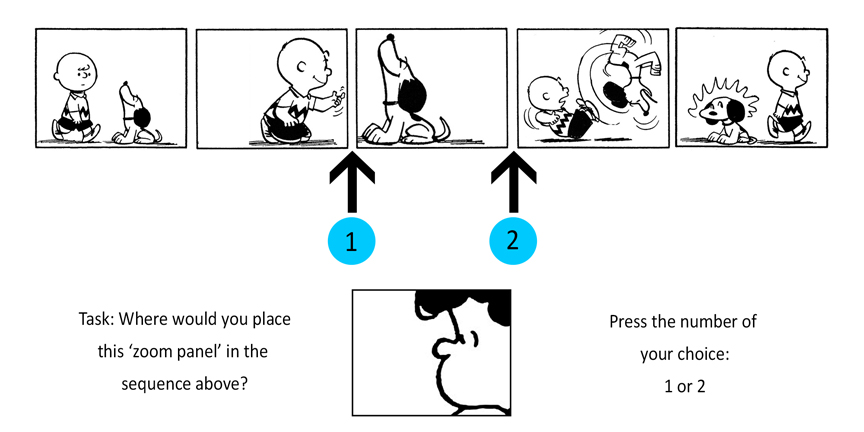 1
2
Task: Where would you place
this ‘zoom panel’ in the
sequence above?
Press the number of
your choice:
1 or 2